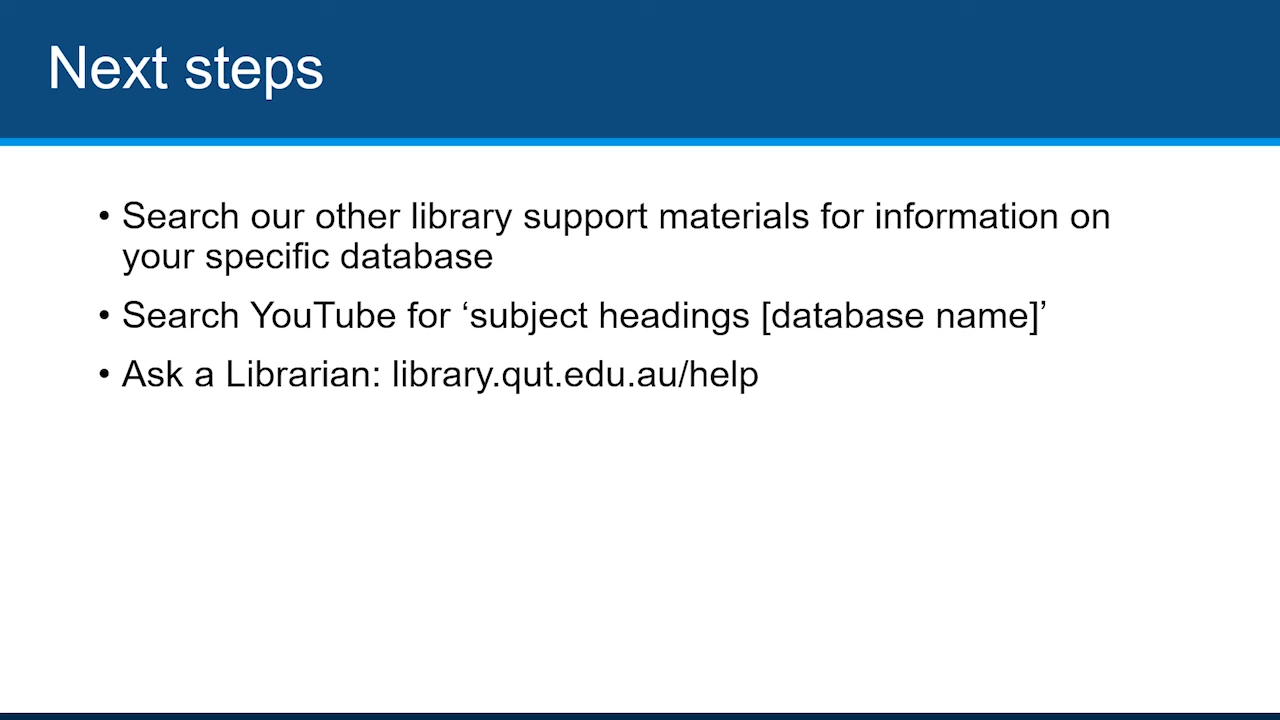 Next steps
• Search our other library support materials for information on
your specific database
• Search YouTube for ‘subject headings [database name]’
• Ask a Librarian: library.qut.edu.au/help